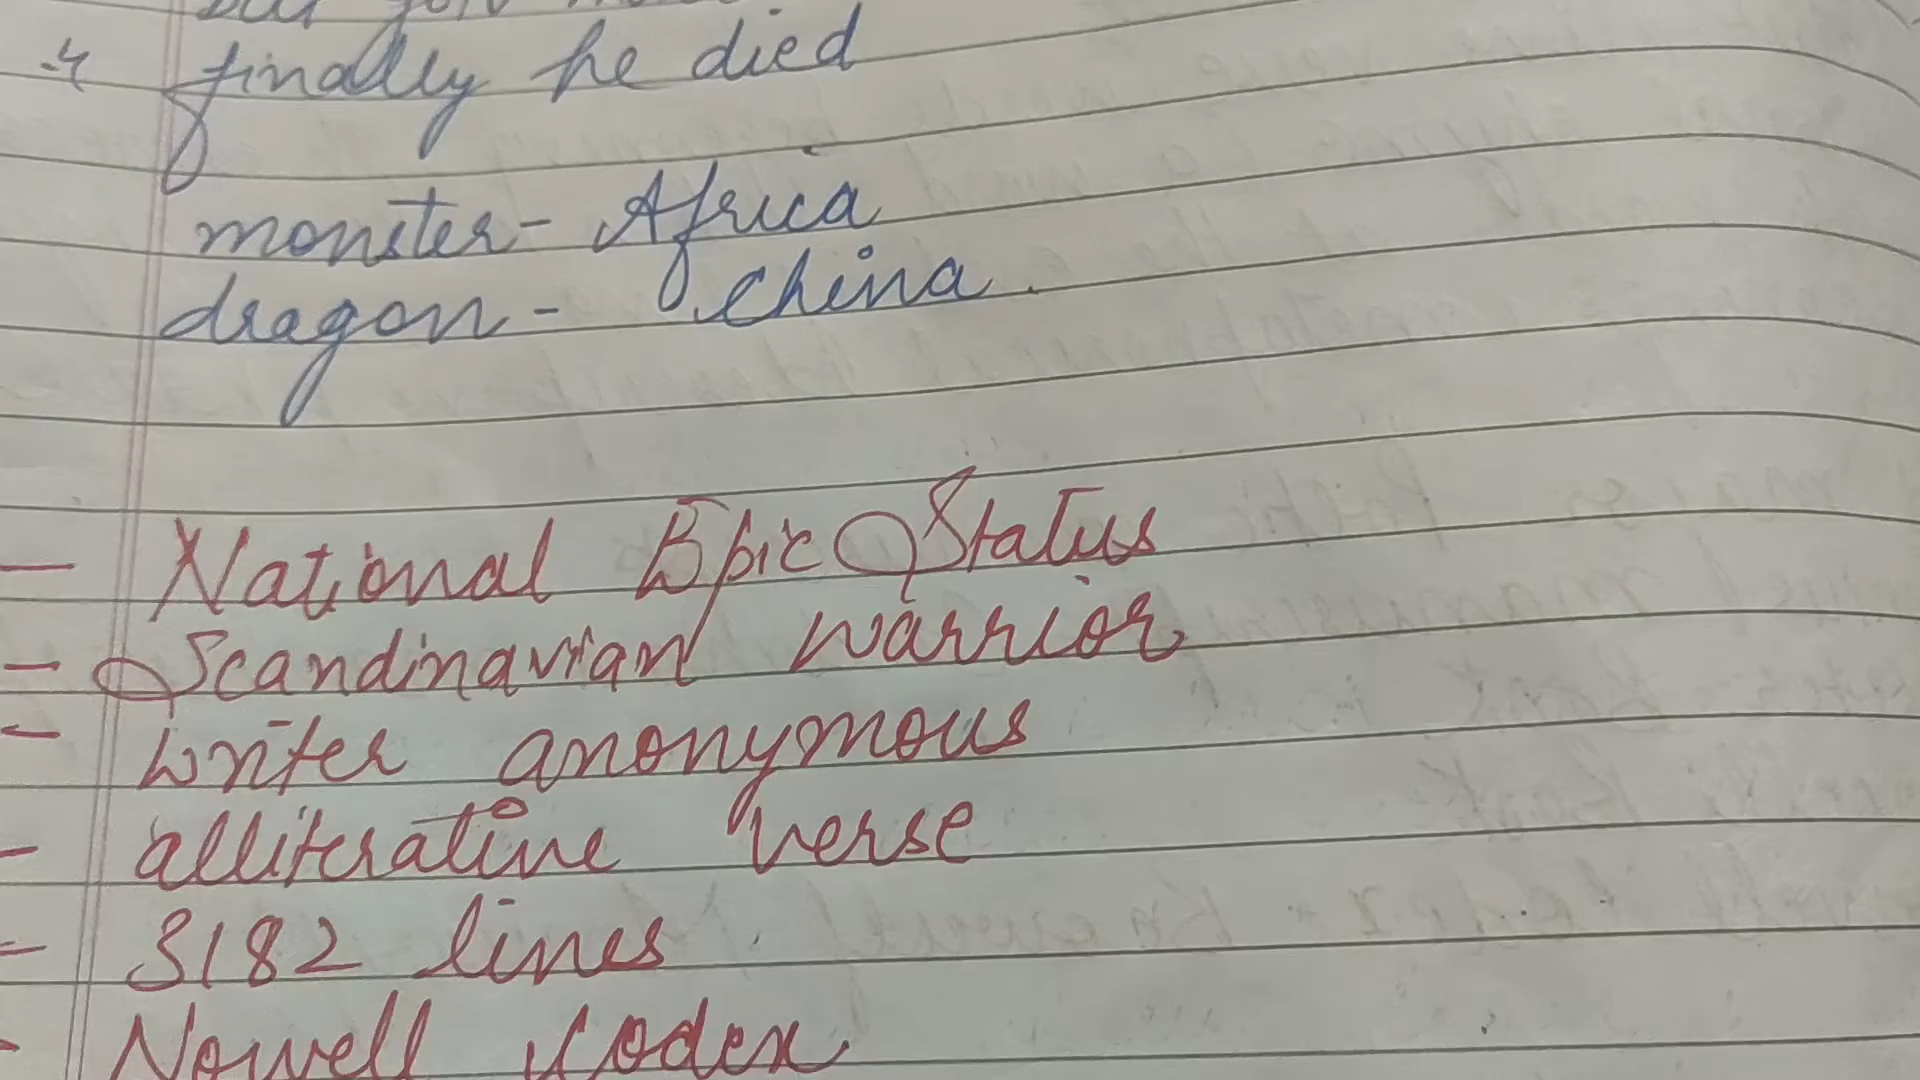 finally he died
monster - Africa
dragon - China.
- National Epic Status
- Scandinavian warrior
- writer anonymous
- alliterative verse
- 3182 lines
- Nowell Codex